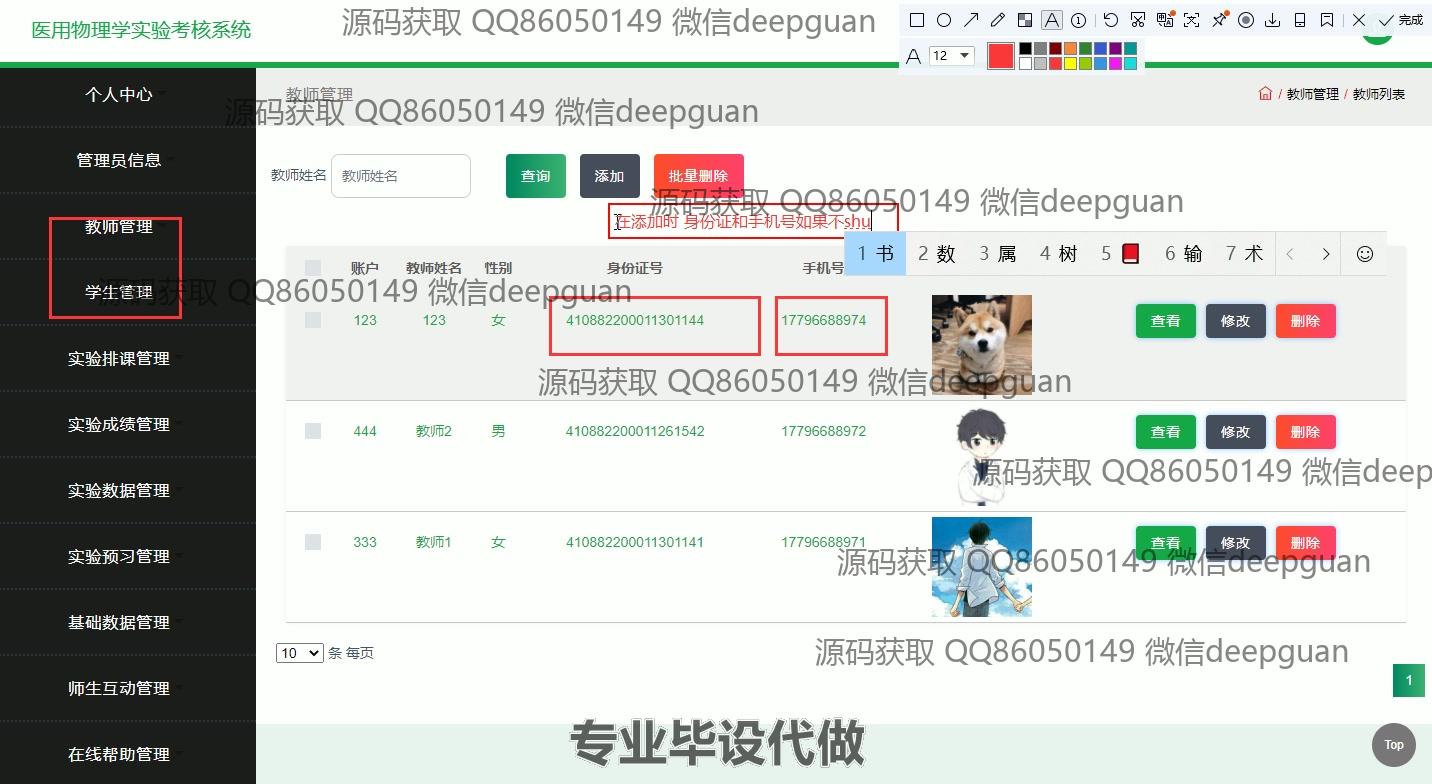 医用物理学实验考核系统
源码获取 QQ86050149 微信deepguan
完成
A 12
个人中心
管理员信息
教师管理
学生管理
实验排课管理
实验成绩管理
实验数据管理
实验预习管理
基础数据管理
师生互动管理
在线帮助管理
教师管理
/ 教师管理 / 教师列表
源码获取 QQ86050149 微信deepguan
教师姓名 教师姓名 查询 添加 批量删除
源码获取 QQ86050149 微信deepguan
在添加时 身份证和手机号如果不shu
1 书 2 数 3 属 4 树 5 6 输 7 术
账户 教师姓名 性别 身份证号 手机号
源码获取 QQ86050149 微信deepguan
123 123 女 410882200011301144 17796688974 查看 修改 删除
源码获取 QQ86050149 微信deepguan
444 教师2 男 410882200011261542 17796688972 查看 修改 删除
源码获取 QQ86050149 微信deep
333 教师1 女 410882200011301141 17796688971 查看 修改 删除
源码获取 QQ86050149 微信deepguan
10 条 每页
源码获取 QQ86050149 微信deepguan
1
专业毕设代做
Top